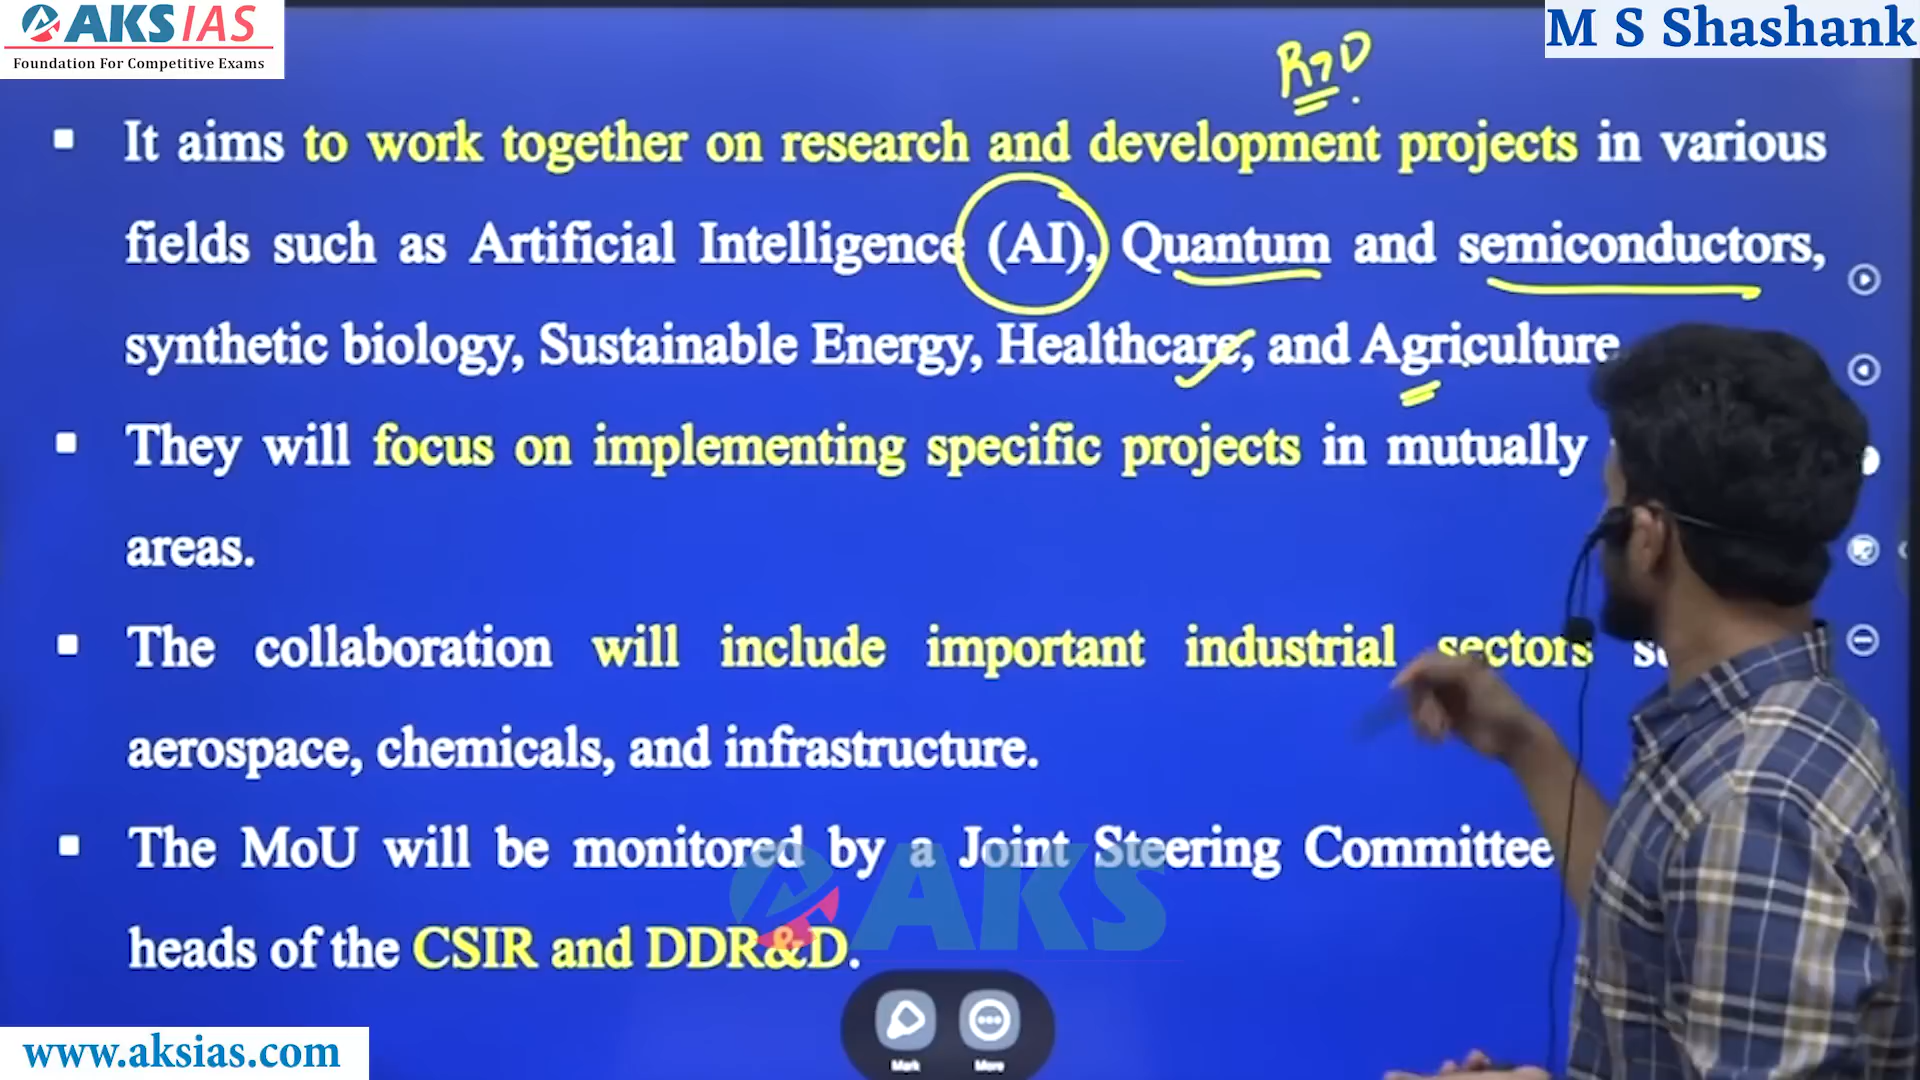 AKS IAS
Foundation For Competitive Exams
M S Shashank
R&D
It aims to work together on research and development projects in various
fields such as Artificial Intelligence (AI), Quantum and semiconductors,
synthetic biology, Sustainable Energy, Healthcare, and Agriculture
They will focus on implementing specific projects in mutually
areas.
The collaboration will include important industrial sectors
aerospace, chemicals, and infrastructure.
The MoU will be monitored by a Joint Steering Committee
heads of the CSIR and DDR&D.
AKS
Mark
More
www.aksias.com